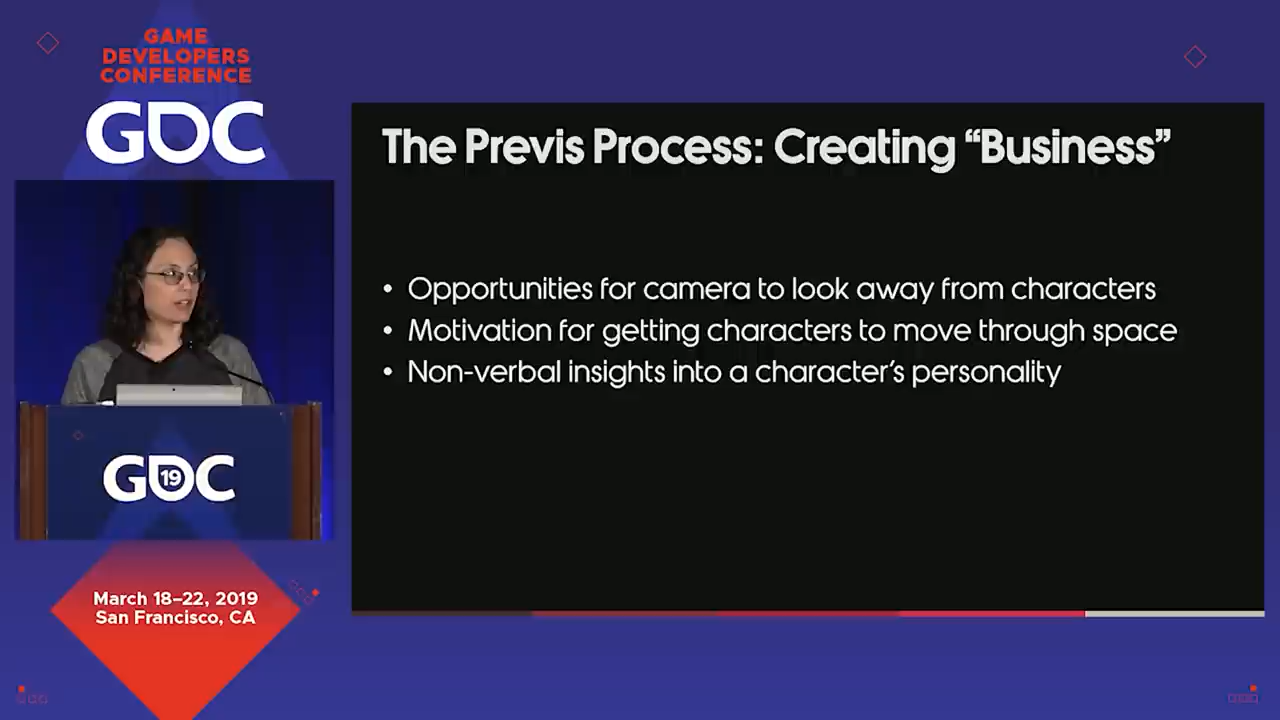 GAME
DEVELOPERS
CONFERENCE
GDC
The Previs Process: Creating “Business”
• Opportunities for camera to look away from characters
• Motivation for getting characters to move through space
• Non-verbal insights into a character’s personality
GDC
19
March 18–22, 2019
San Francisco, CA